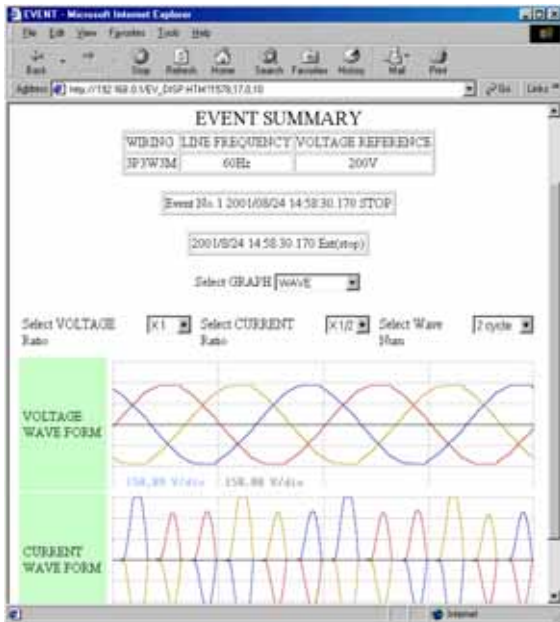 EVENT - Microsoft Internet Explorer
File Edit View Favorites Tools Help
Back Stop Refresh Home Search Favorites History Mail Print
Address Go Links
EVENT SUMMARY
WIRING LINE FREQUENCY VOLTAGE REFERENCE
3P3W3M 60Hz 200V
Event No.1 2001/08/24 14:58:30.170 STOP
2001/8/24 14:58:30.170 Ext(stop)
Select GRAPH WAVE
Select VOLTAGE Ratio X1 Select CURRENT Ratio X1/2 Select Wave Num 2 cycle
VOLTAGE
WAVE FORM
V/div V/div
CURRENT
WAVE FORM
Internet